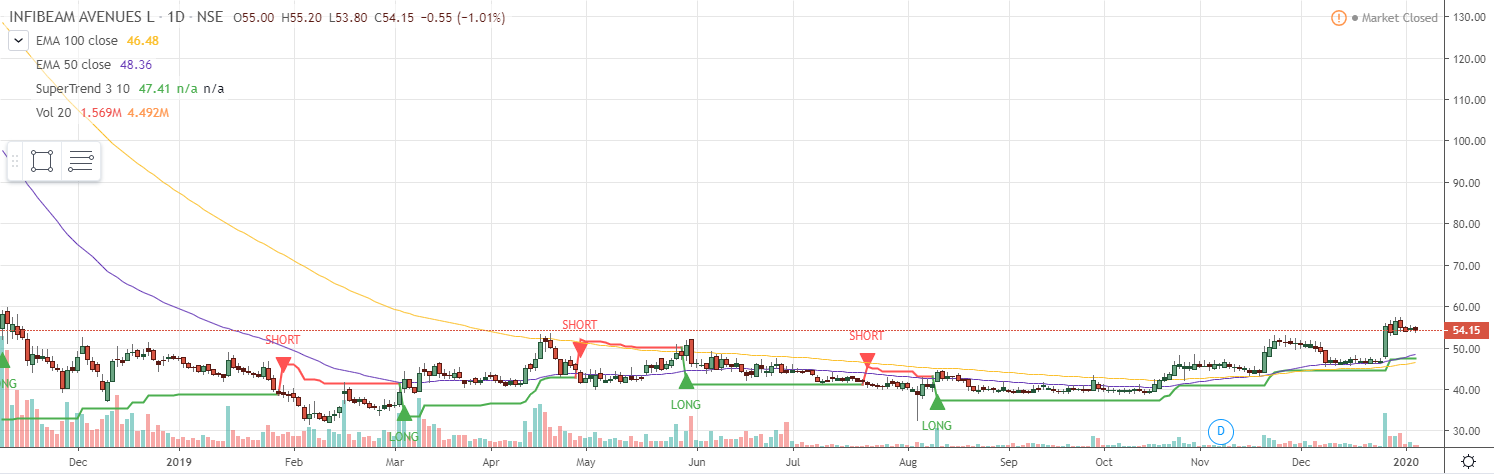 INFIBEAM AVENUES L · 1D · NSE O55.00 H55.20 L53.80 C54.15 −0.55 (−1.01%)
Market Closed
EMA 100 close 46.48
EMA 50 close 48.36
SuperTrend 3 10 47.41 n/a n/a
Vol 20 1.569M 4.492M
130.00
120.00
110.00
100.00
90.00
80.00
70.00
60.00
54.15
50.00
40.00
30.00
SHORT
SHORT
SHORT
LONG
LONG
LONG
NG
D
Dec 2019 Feb Mar Apr May Jun Jul Aug Sep Oct Nov Dec 2020